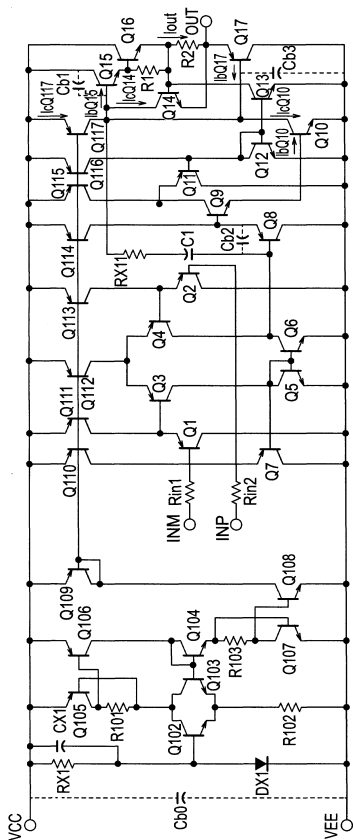 VCC
VEE
Cb0
RX1
CX1
DX1
Q105
Q106
R101
Q102
Q103
Q104
R102
R103
Q107
Q108
Q109
Q110
Q111
Q112
Q113
Q114
Q115
Q116
Q117
INM
INP
Rin1
Rin2
Q1
Q2
Q3
Q4
Q5
Q6
Q7
Q8
Q9
Q10
Q11
Q12
Q13
Q14
Q15
Q16
Q17
RX11
C1
Cb1
Cb2
Cb3
R1
R2
IcQ117
IbQ15
IcQ14
Iout
OUT
IbQ17
IcQ10
IbQ10